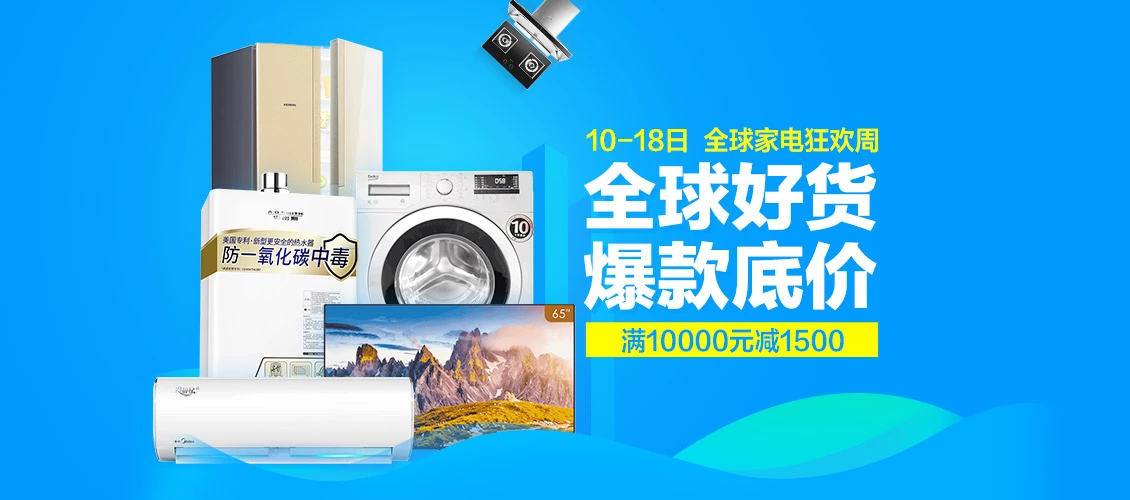 10-18日 全球家电狂欢周
全球好货
爆款底价
满10000元减1500
美国专利·新型更安全的热水器
防一氧化碳中毒
beko
10
65"
Midea